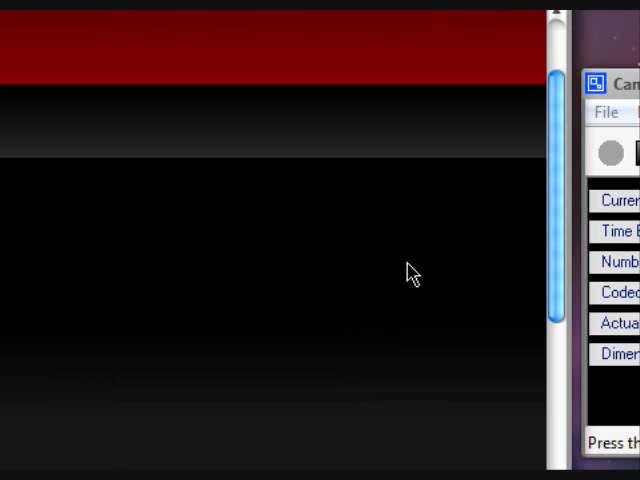 Cam
File
Curren
Time E
Numb
Codec
Actua
Dimen
Press th